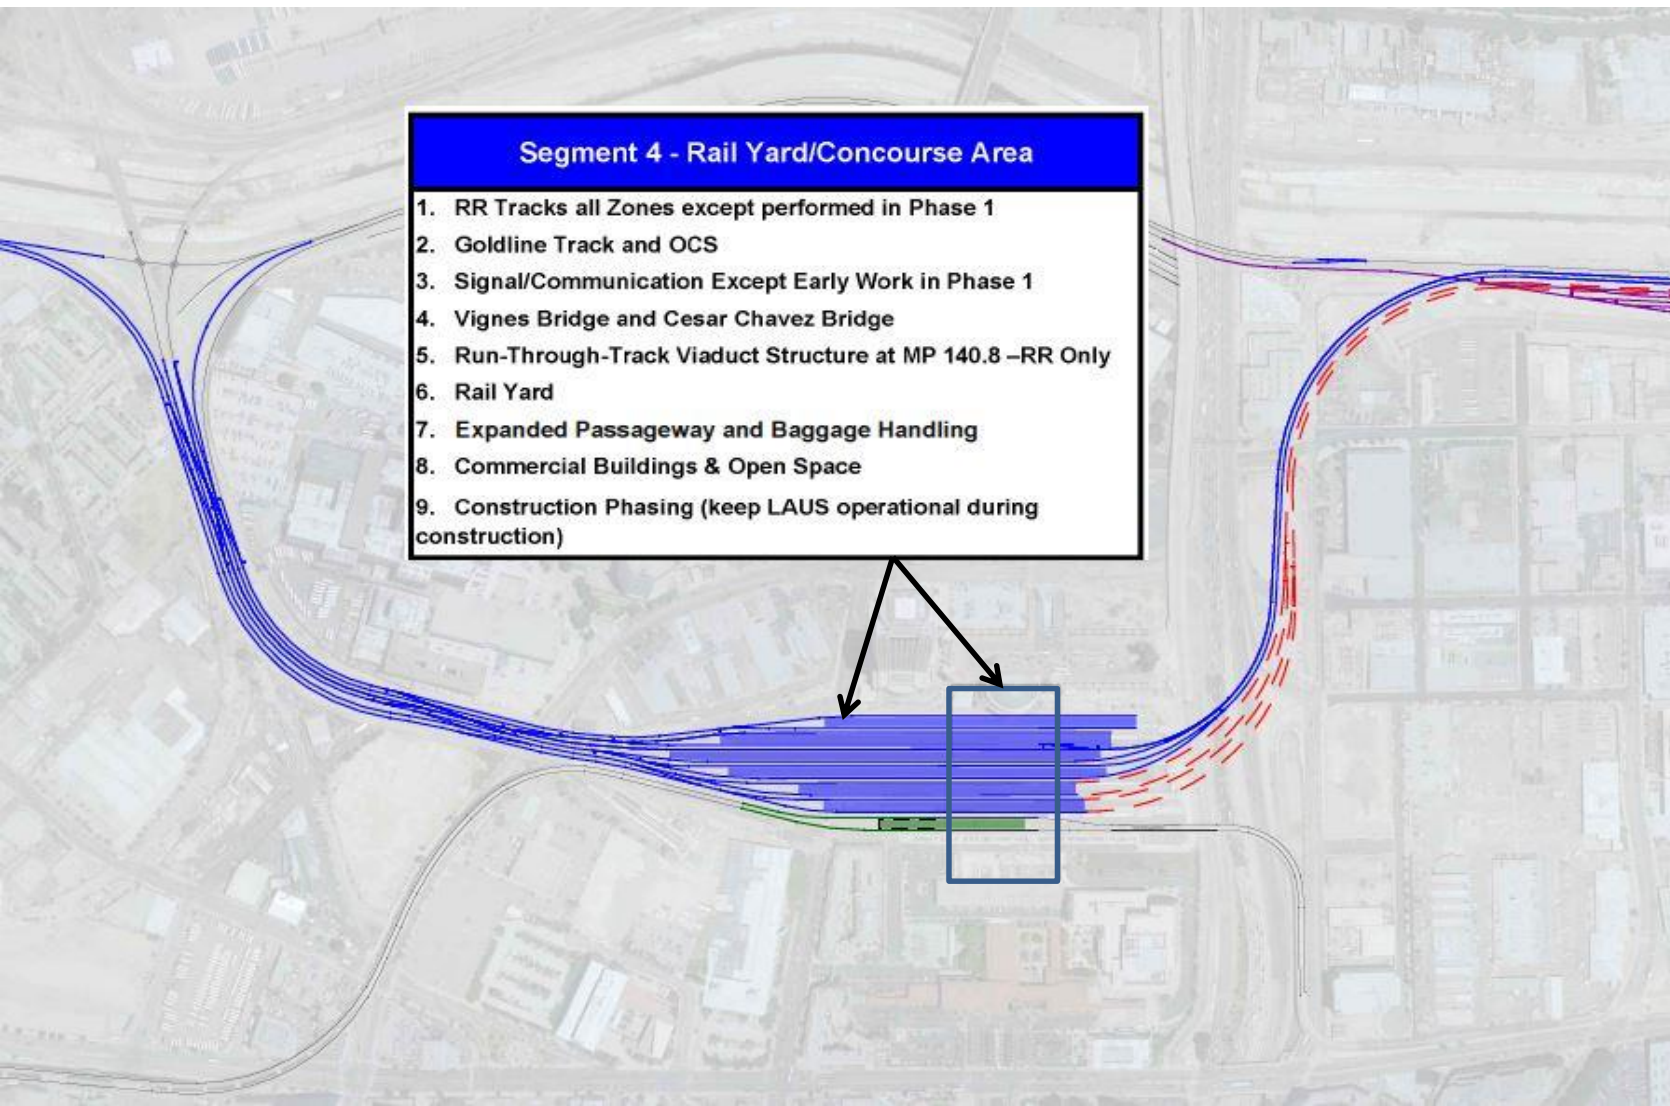 Segment 4 - Rail Yard/Concourse Area
1. RR Tracks all Zones except performed in Phase 1
2. Goldline Track and OCS
3. Signal/Communication Except Early Work in Phase 1
4. Vignes Bridge and Cesar Chavez Bridge
5. Run-Through-Track Viaduct Structure at MP 140.8 –RR Only
6. Rail Yard
7. Expanded Passageway and Baggage Handling
8. Commercial Buildings & Open Space
9. Construction Phasing (keep LAUS operational during
construction)